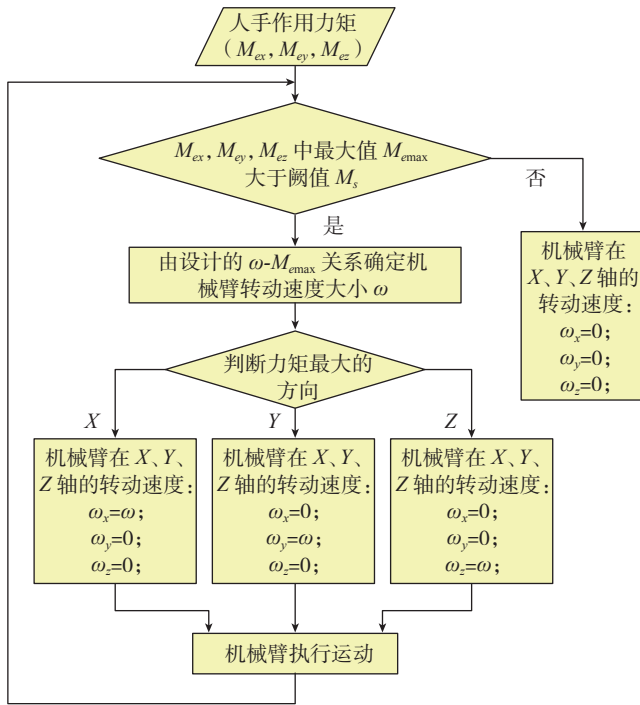 人手作用力矩
（Mex, Mey, Mez）
Mex, Mey, Mez 中最大值 Memax
大于阙值 Ms
否
是
由设计的 ω-Memax 关系确定机
械臂转动速度大小 ω
机械臂在
X、Y、Z 轴的
转动速度：
ωx=0；
ωy=0；
ωz=0；
判断力矩最大的
方向
X
Y
Z
机械臂在 X、Y、
Z 轴的转动速度：
ωx=ω；
ωy=0；
ωz=0；
机械臂在 X、Y、
Z 轴的转动速度：
ωx=0；
ωy=ω；
ωz=0；
机械臂在 X、Y、
Z 轴的转动速度：
ωx=0；
ωy=0；
ωz=ω；
机械臂执行运动